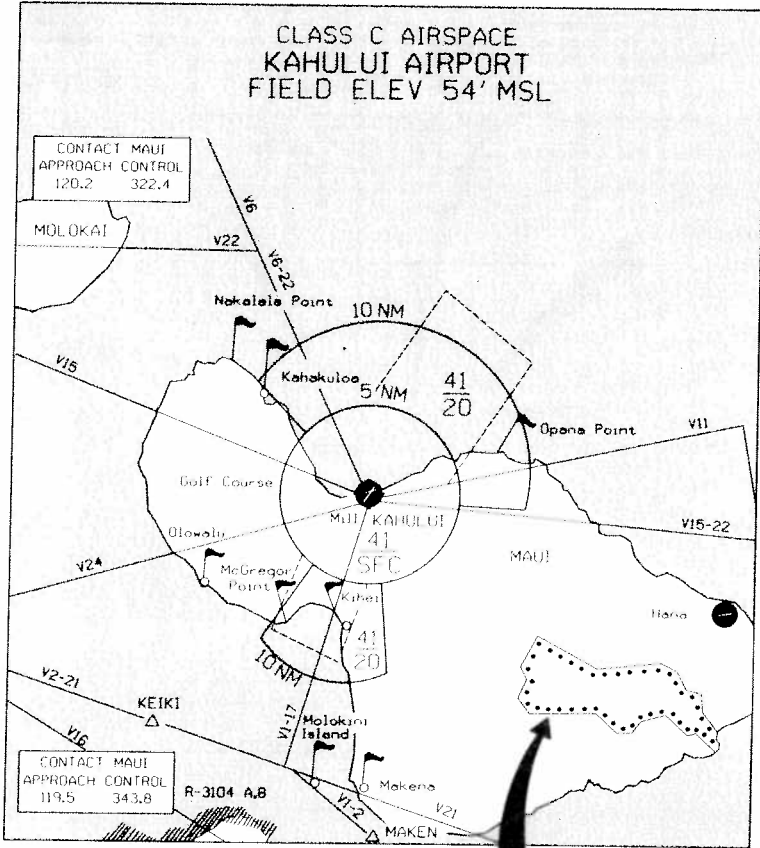 CLASS C AIRSPACE
KAHULUI AIRPORT
FIELD ELEV 54' MSL
CONTACT MAUI
APPROACH CONTROL
120.2 322.4
MOLOKAI
V6
V22
V6-22
Nakalele Point
10 NM
V15
Kahakuloa
5 NM
41
20
Opana Point
V11
Golf Course
MUI KAHULUI
41
SFC
V15-22
Olowalu
MAUI
V24
McGregor
Point
Kihei
Hana
41
20
10 NM
V2-21
KEIKI
V16
V1-17
Molokini
Island
CONTACT MAUI
APPROACH CONTROL
119.5 343.8
R-3104 A,B
Makena
V1-2
V21
MAKEN